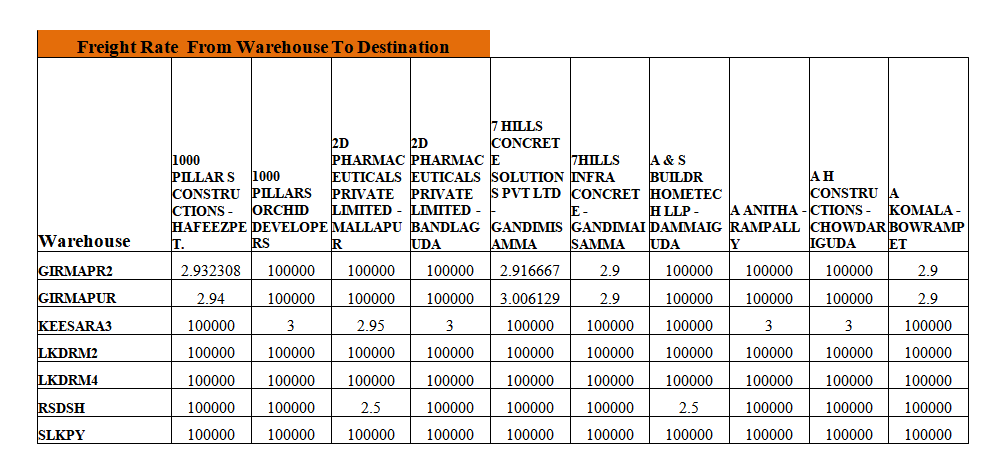 Freight Rate From Warehouse To Destination
Warehouse
1000
PILLAR S
CONSTRU
CTIONS -
HAFEEZPE
T.
1000
PILLARS
ORCHID
DEVELOPE
RS
2D
PHARMAC
EUTICALS
PRIVATE
LIMITED -
MALLAPU
R
2D
PHARMAC
EUTICALS
PRIVATE
LIMITED -
BANDLAG
UDA
7 HILLS
CONCRET
E
SOLUTION
S PVT LTD
-
GANDIMIS
AMMA
7HILLS
INFRA
CONCRET
E -
GANDIMAI
SAMMA
A & S
BUILDR
HOMETEC
H LLP -
DAMMAIG
UDA
A ANITHA -
RAMPALL
Y
A H
CONSTRU
CTIONS -
CHOWDAR
IGUDA
A
KOMALA -
BOWRAMP
ET
GIRMAPR2 2.932308 100000 100000 100000 2.916667 2.9 100000 100000 100000 2.9
GIRMAPUR 2.94 100000 100000 100000 3.006129 2.9 100000 100000 100000 2.9
KEESARA3 100000 3 2.95 3 100000 100000 100000 3 3 100000
LKDRM2 100000 100000 100000 100000 100000 100000 100000 100000 100000 100000
LKDRM4 100000 100000 100000 100000 100000 100000 100000 100000 100000 100000
RSDSH 100000 100000 2.5 100000 100000 100000 2.5 100000 100000 100000
SLKPY 100000 100000 100000 100000 100000 100000 100000 100000 100000 100000